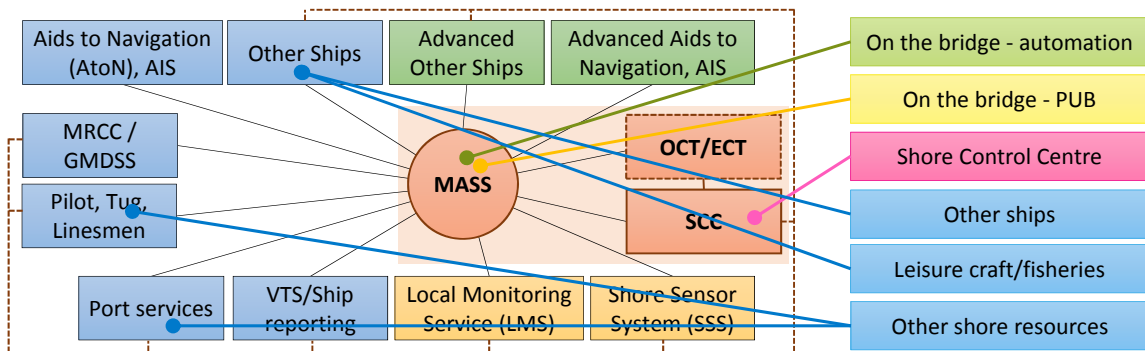 Aids to Navigation
(AtoN), AIS
Other Ships
Advanced
Other Ships
Advanced Aids to
Navigation, AIS
On the bridge - automation
On the bridge - PUB
MRCC /
GMDSS
OCT/ECT
Shore Control Centre
MASS
Pilot, Tug,
Linesmen
SCC
Other ships
Leisure craft/fisheries
Port services
VTS/Ship
reporting
Local Monitoring
Service (LMS)
Shore Sensor
System (SSS)
Other shore resources